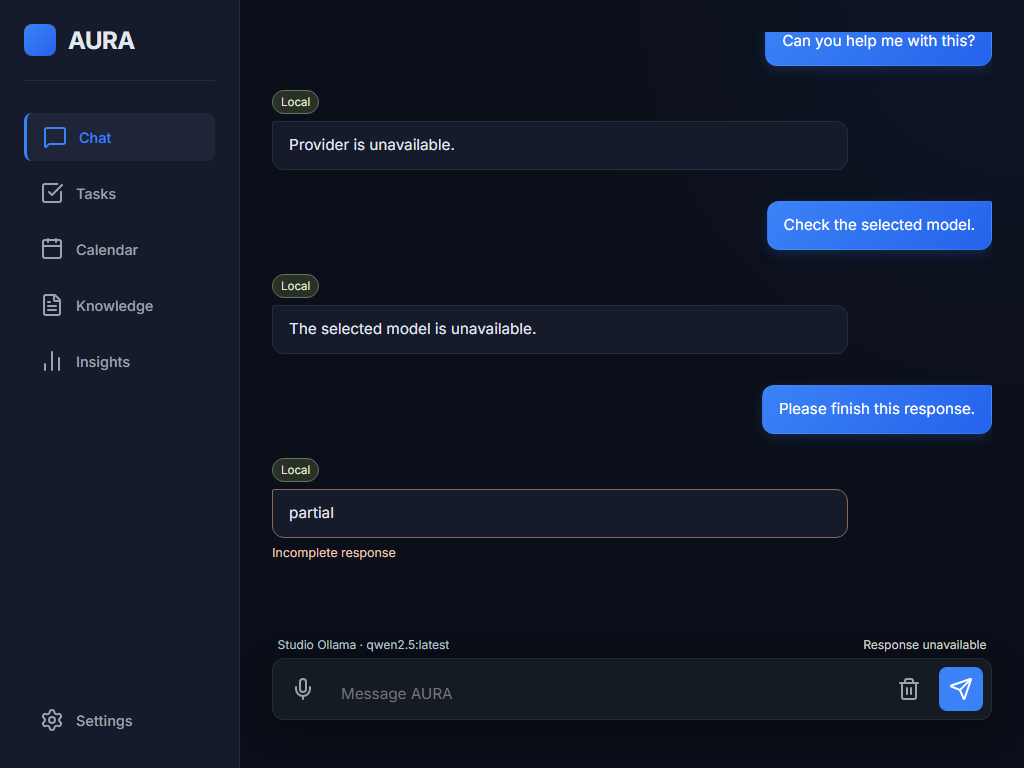 AURA
Chat
Tasks
Calendar
Knowledge
Insights
Settings
Can you help me with this?
Local
Provider is unavailable.
Check the selected model.
Local
The selected model is unavailable.
Please finish this response.
Local
partial
Incomplete response
Studio Ollama · qwen2.5:latest
Response unavailable
Message AURA